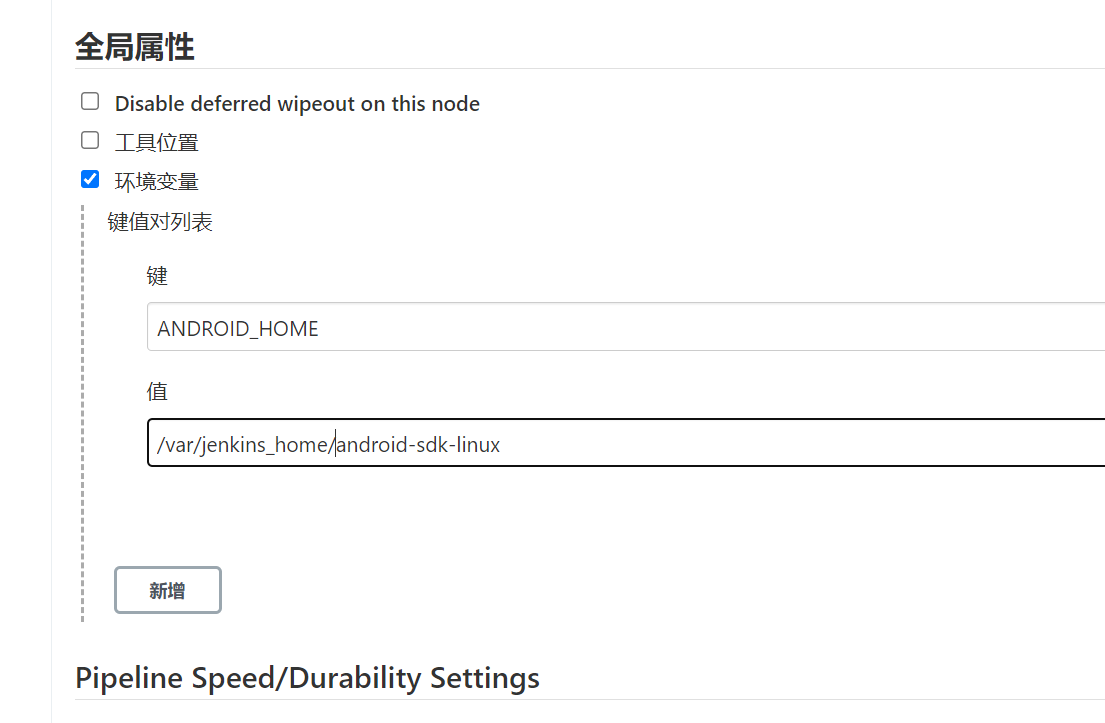 全局属性
Disable deferred wipeout on this node
工具位置
环境变量
键值对列表
键
ANDROID_HOME
值
/var/jenkins_home/android-sdk-linux
新增
Pipeline Speed/Durability Settings